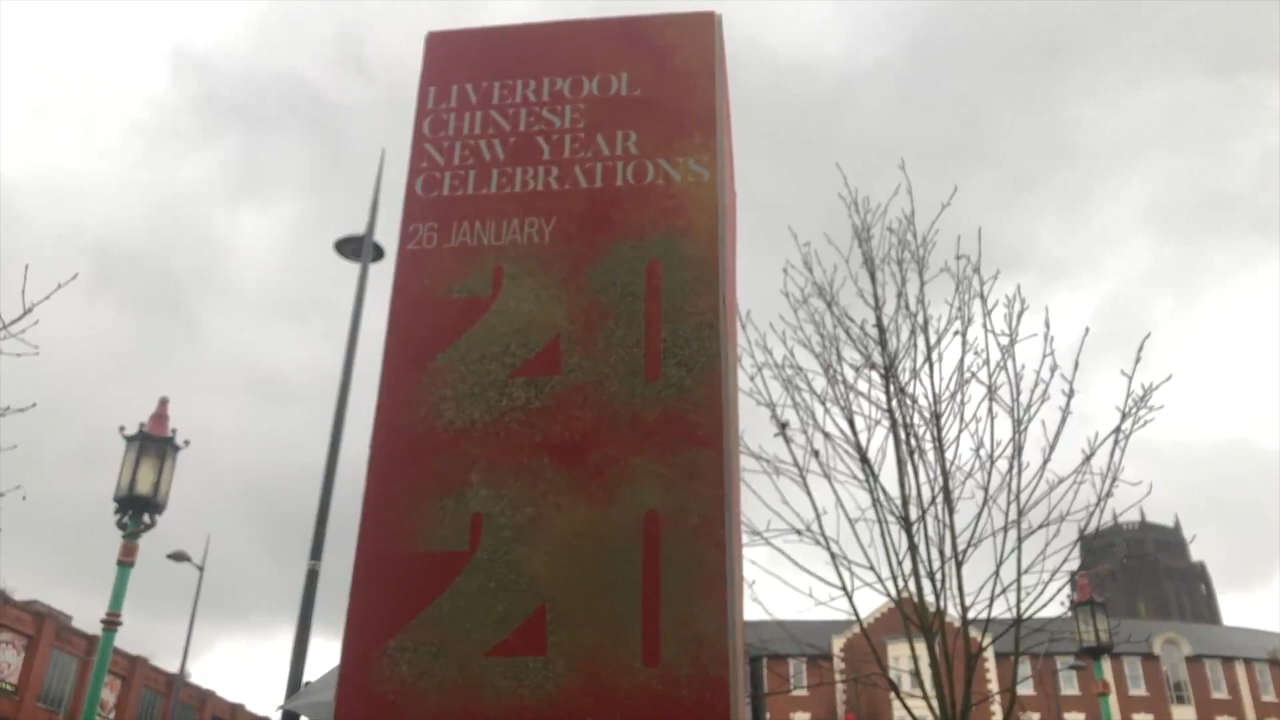 LIVERPOOL
CHINESE
NEW YEAR
CELEBRATIONS
26 JANUARY
20
20